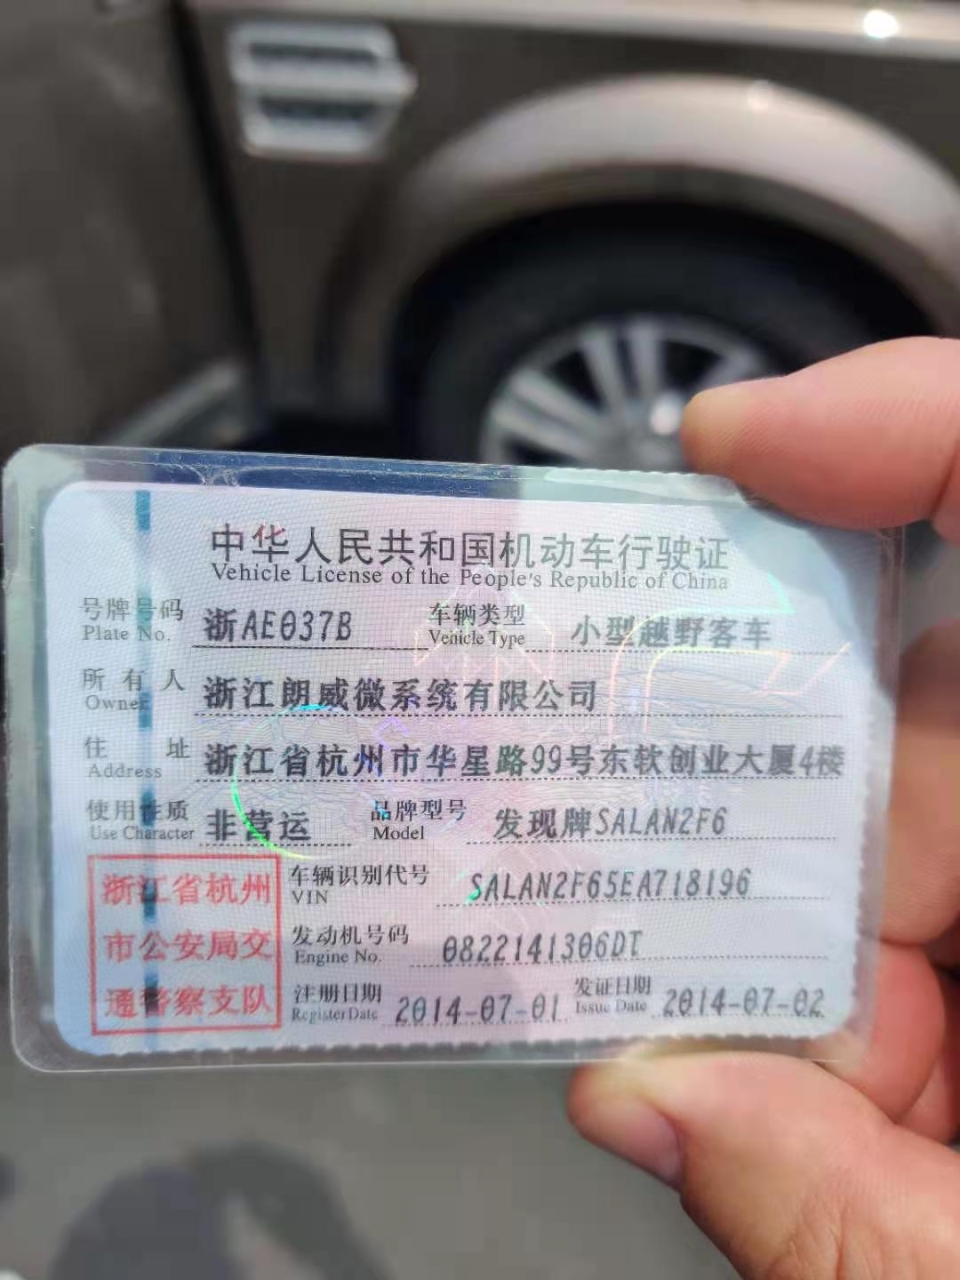 中华人民共和国机动车行驶证
Vehicle License of the People's Republic of China
号牌号码 浙AE037B 车辆类型 小型越野客车
Plate No. Vehicle Type
所有人 浙江朗威微系统有限公司
Owner
住址 浙江省杭州市华星路99号东软创业大厦4楼
Address
使用性质 非营运 品牌型号 发现牌SALAN2F6
Use Character Model
浙江省杭州 车辆识别代号 SALAN2F65EA718196
VIN
市公安局交 发动机号码 0822141306DT
Engine No.
通警察支队 注册日期 2014-07-01 发证日期 2014-07-02
Register Date Issue Date